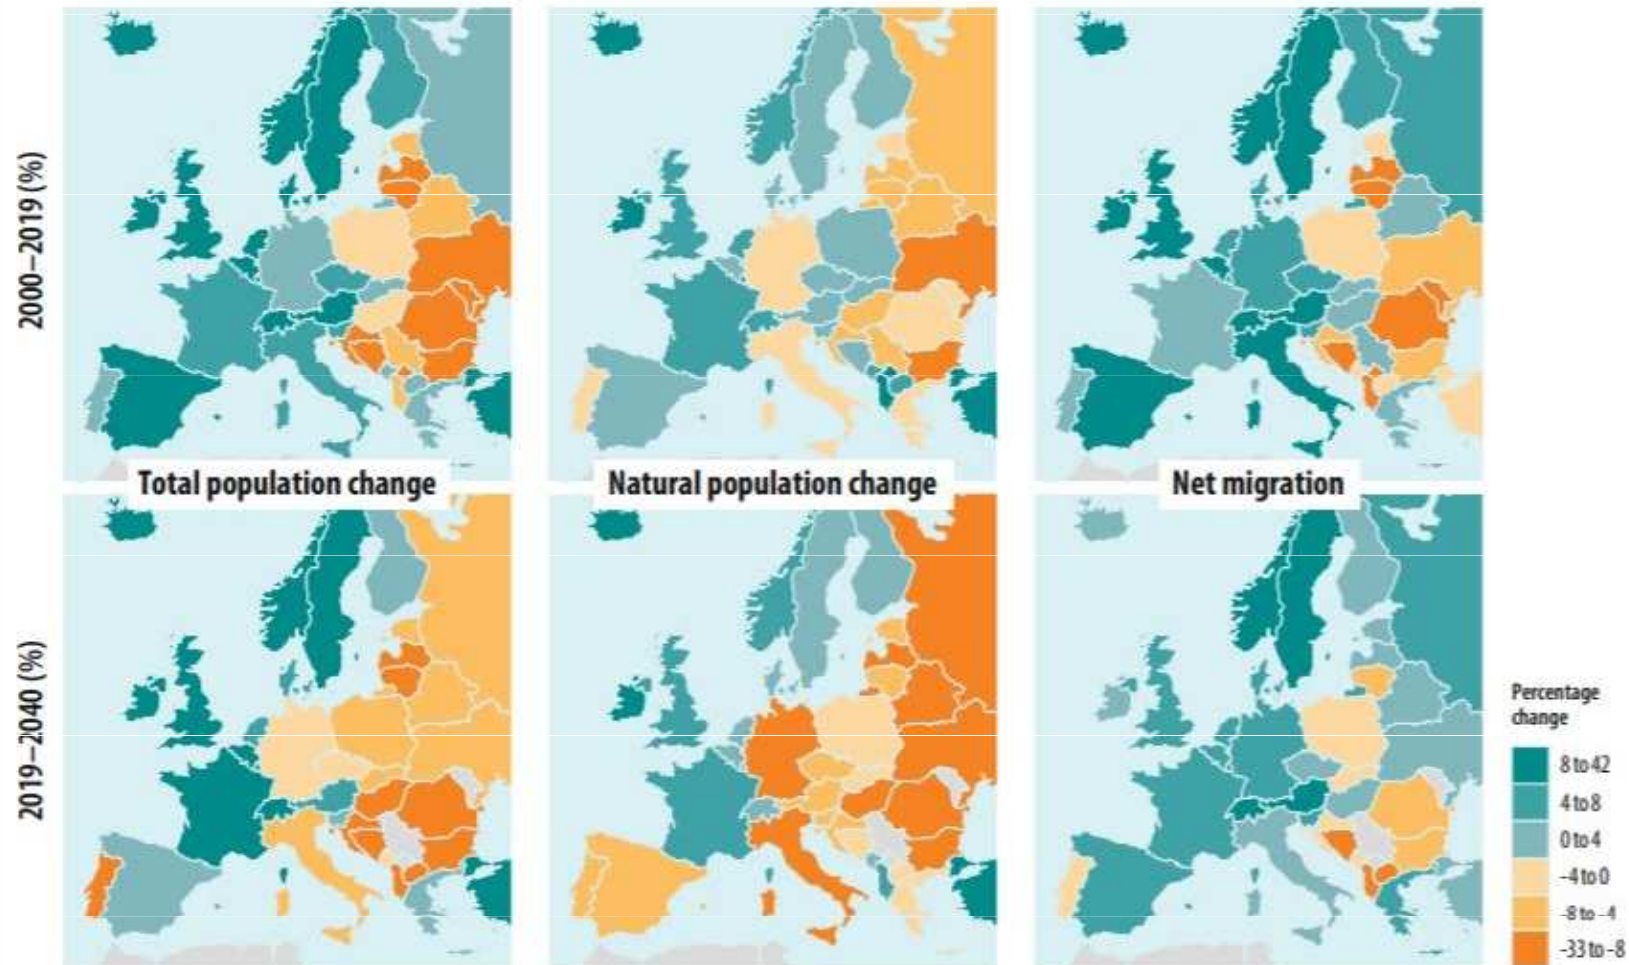 2000–2019 (%)
Total population change
Natural population change
Net migration
2019–2040 (%)
Percentage
change
8 to 42
4 to 8
0 to 4
–4 to 0
-8 to -4
-33 to -8